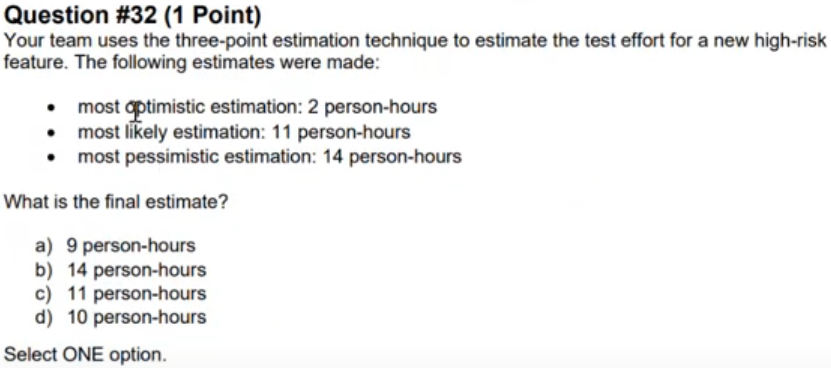 Question #32 (1 Point)
Your team uses the three-point estimation technique to estimate the test effort for a new high-risk
feature. The following estimates were made:
• most optimistic estimation: 2 person-hours
• most likely estimation: 11 person-hours
• most pessimistic estimation: 14 person-hours
What is the final estimate?
a) 9 person-hours
b) 14 person-hours
c) 11 person-hours
d) 10 person-hours
Select ONE option.